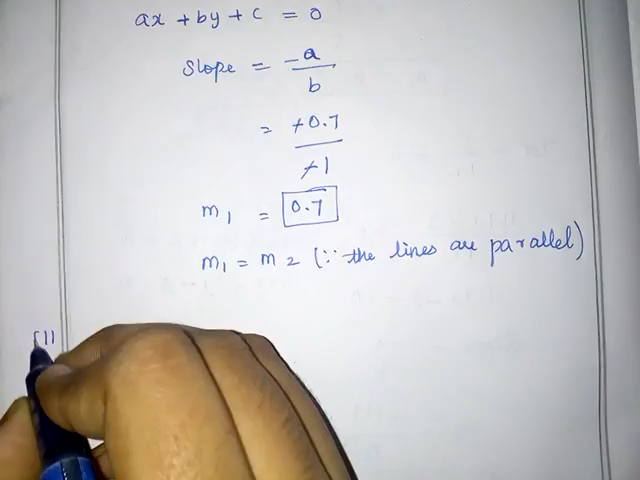 ax + by + c = 0
Slope = -a/b
= +0.7/+1
m1 = 0.7
m1 = m2 (∵ the lines are parallel)